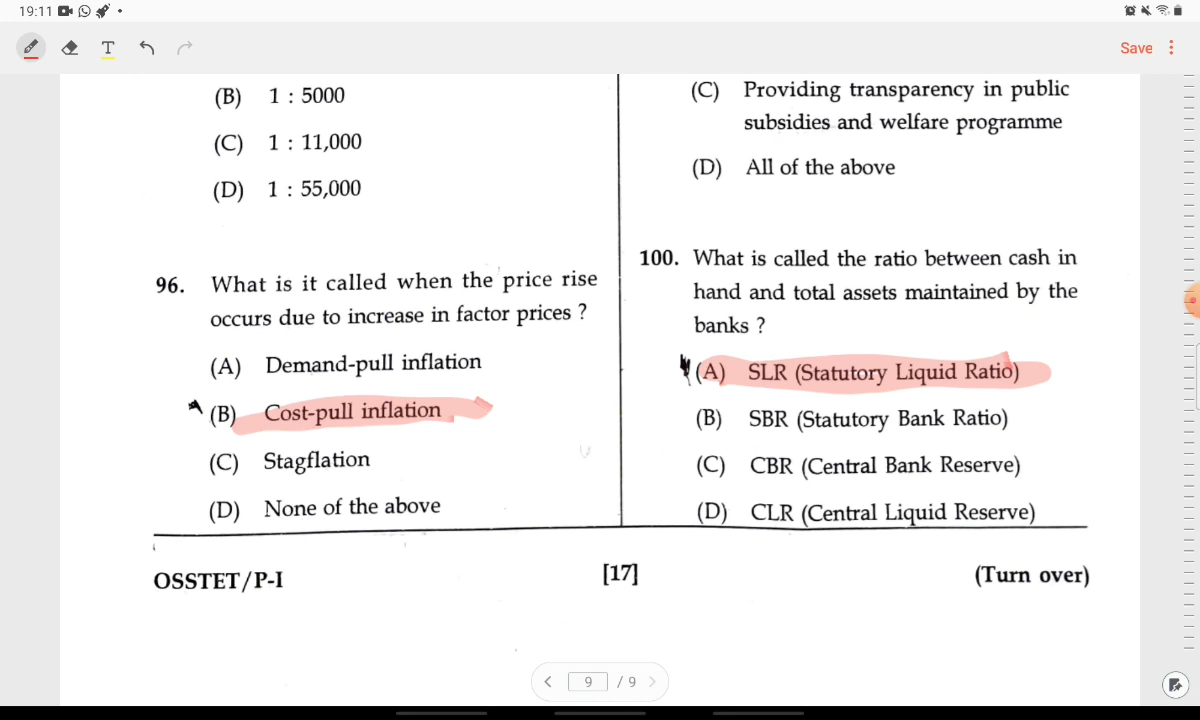 19:11
T
Save
(B) 1 : 5000
(C) 1 : 11,000
(D) 1 : 55,000
96. What is it called when the price rise
occurs due to increase in factor prices ?
(A) Demand-pull inflation
(B) Cost-pull inflation
(C) Stagflation
(D) None of the above
(C) Providing transparency in public
subsidies and welfare programme
(D) All of the above
100. What is called the ratio between cash in
hand and total assets maintained by the
banks ?
(A) SLR (Statutory Liquid Ratio)
(B) SBR (Statutory Bank Ratio)
(C) CBR (Central Bank Reserve)
(D) CLR (Central Liquid Reserve)
OSSTET/P-I
[17]
(Turn over)
9 / 9